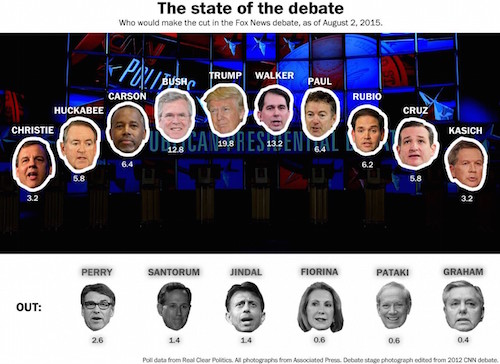 The state of the debate
Who would make the cut in the Fox News debate, as of August 2, 2015.
POLITICS
TRUMP
WALKER
BUSH
PAUL
CARSON
RUBIO
HUCKABEE
CRUZ
CHRISTIE
KASICH
PRESIDENTIAL
19.8
13.2
12.8
6.4
6.4
6.2
5.8
5.8
3.2
3.2
PERRY SANTORUM JINDAL FIORINA PATAKI GRAHAM
OUT:
2.6 1.4 1.4 0.6 0.6 0.4
Poll data from Real Clear Politics. All photographs from Associated Press. Debate stage photograph edited from 2012 CNN debate.